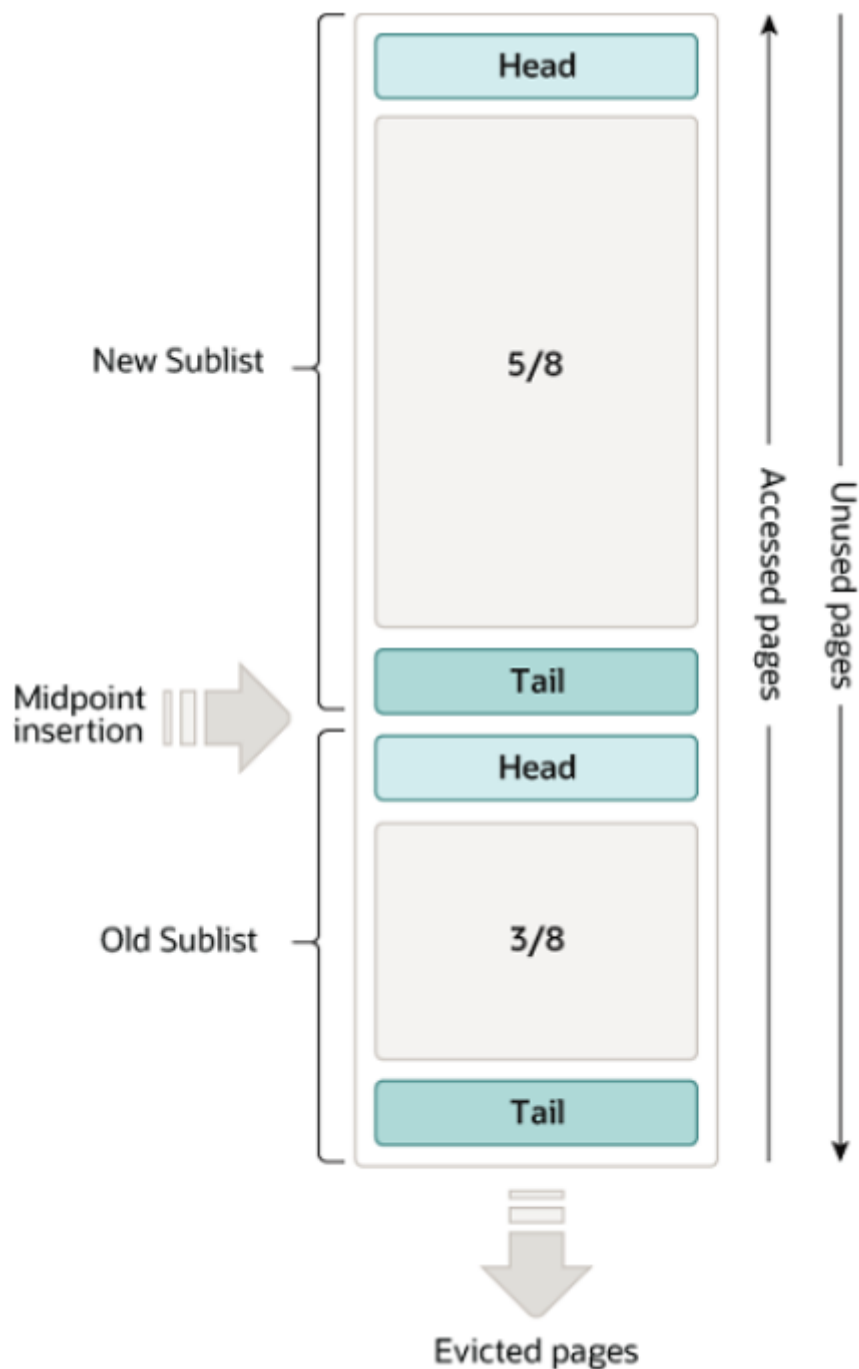 Head
New Sublist
5/8
Accessed pages
Unused pages
Tail
Midpoint
insertion
Head
Old Sublist
3/8
Tail
Evicted pages